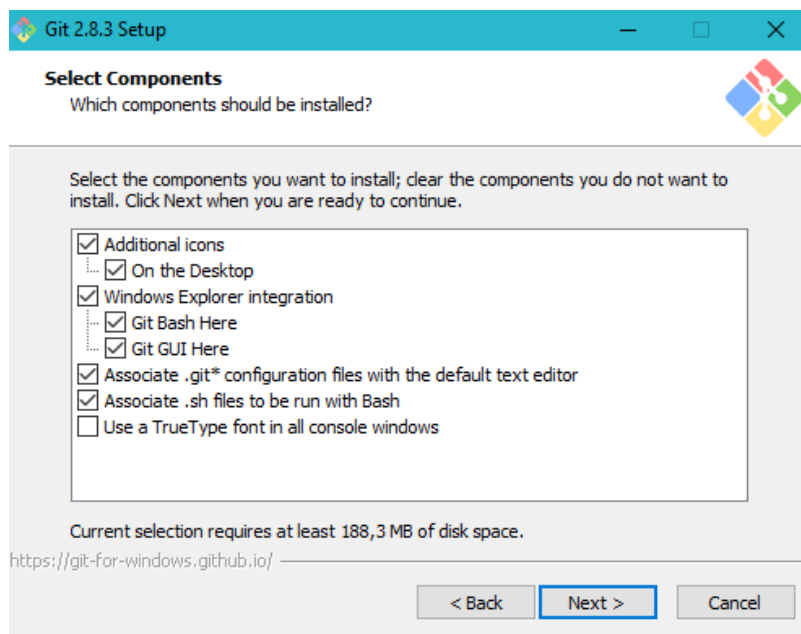 Git 2.8.3 Setup
Select Components
Which components should be installed?
Select the components you want to install; clear the components you do not want to
install. Click Next when you are ready to continue.
Additional icons
On the Desktop
Windows Explorer integration
Git Bash Here
Git GUI Here
Associate .git* configuration files with the default text editor
Associate .sh files to be run with Bash
Use a TrueType font in all console windows
Current selection requires at least 188,3 MB of disk space.
https://git-for-windows.github.io/
< Back Next > Cancel